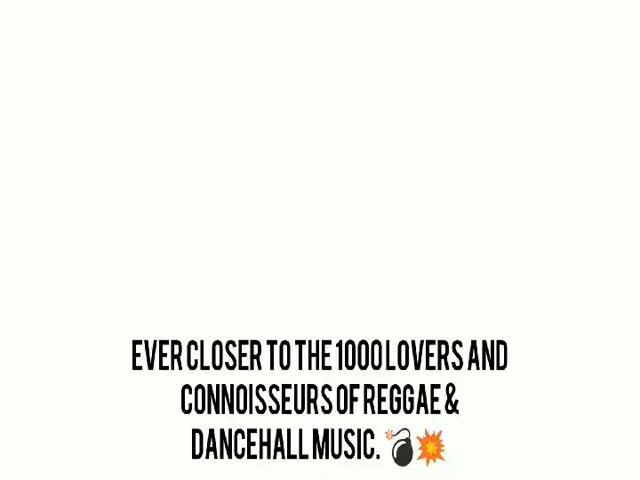 EVER CLOSER TO THE 1000 LOVERS AND
CONNOISSEURS OF REGGAE &
DANCEHALL MUSIC. 💣💥